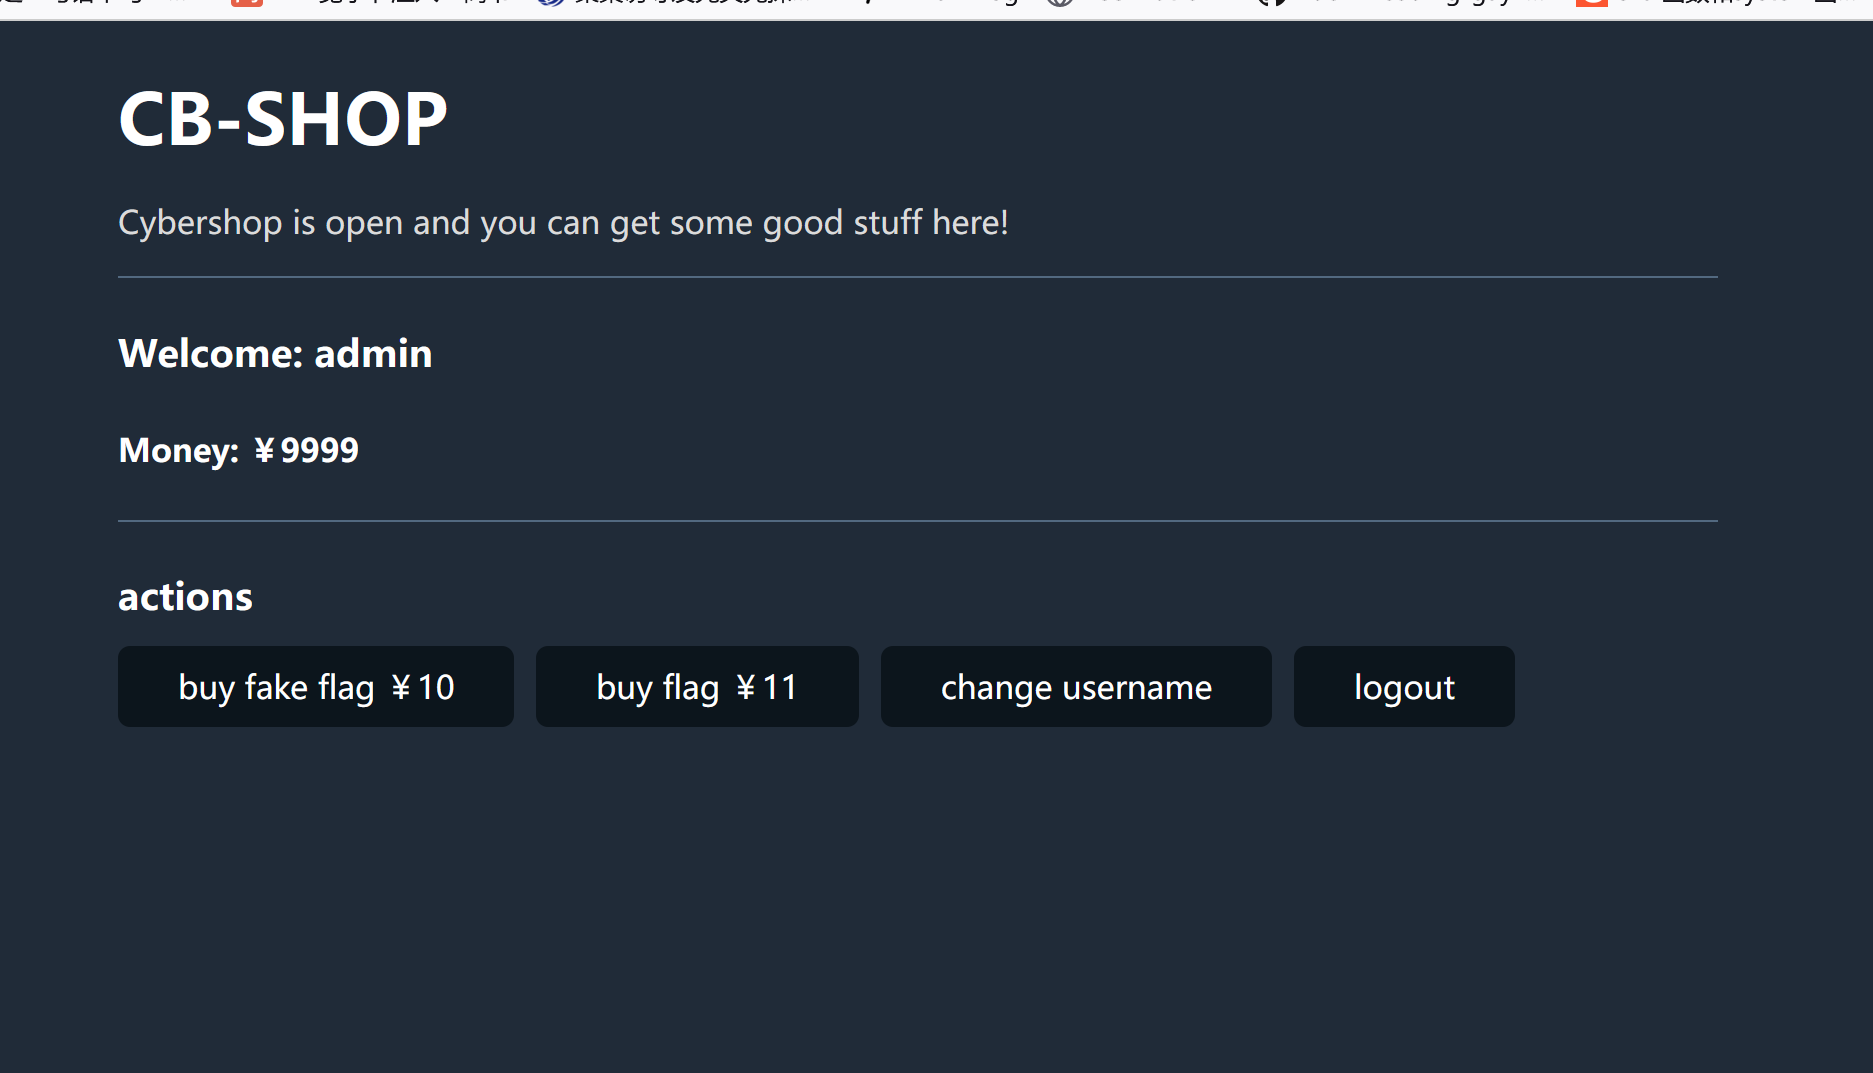 CB-SHOP
Cybershop is open and you can get some good stuff here!
Welcome: admin
Money: ¥9999
actions
buy fake flag ¥10
buy flag ¥11
change username
logout